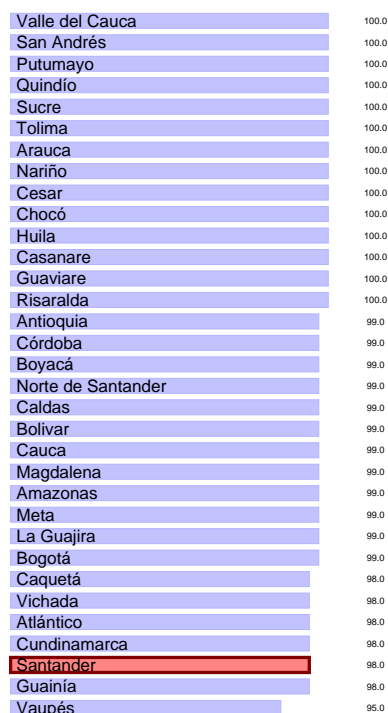 Valle del Cauca 100.0
San Andrés 100.0
Putumayo 100.0
Quindío 100.0
Sucre 100.0
Tolima 100.0
Arauca 100.0
Nariño 100.0
Cesar 100.0
Chocó 100.0
Huila 100.0
Casanare 100.0
Guaviare 100.0
Risaralda 100.0
Antioquia 99.0
Córdoba 99.0
Boyacá 99.0
Norte de Santander 99.0
Caldas 99.0
Bolivar 99.0
Cauca 99.0
Magdalena 99.0
Amazonas 99.0
Meta 99.0
La Guajira 99.0
Bogotá 99.0
Caquetá 98.0
Vichada 98.0
Atlántico 98.0
Cundinamarca 98.0
Santander 98.0
Guainía 98.0
Vaupés 95.0